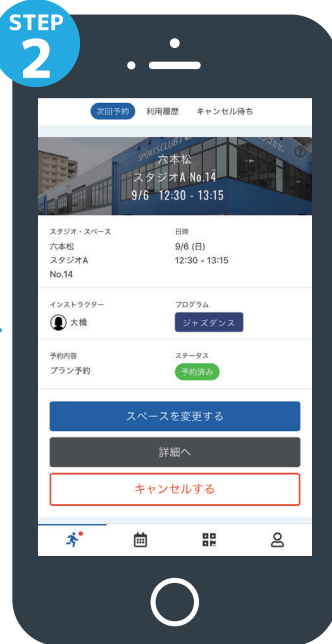 STEP
2
次回予約 利用履歴 キャンセル待ち
SPORTSCLUB
六本松
スタジオA No.14
9/6 12:30 - 13:15
スタジオ・スペース 日時
六本松 9/6 (日)
スタジオA 12:30 - 13:15
No.14
インストラクター プログラム
大橋 ジャズダンス
予約内容 ステータス
プラン予約 予約済み
スペースを変更する
詳細へ
キャンセルする